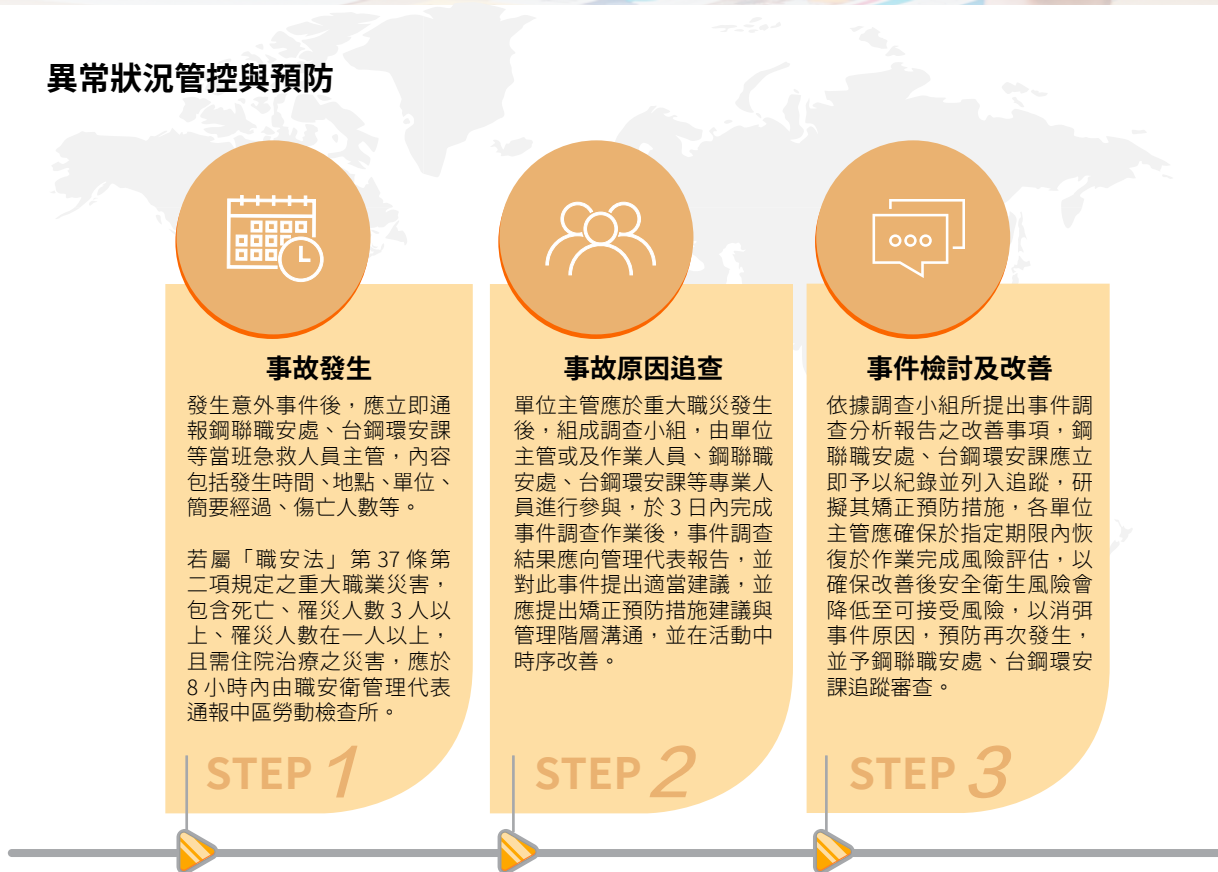 異常狀況管控與預防
事故發生
發生意外事件後，應立即通
報鋼聯職安處、台鋼環安課
等當班急救人員主管，內容
包括發生時間、地點、單位、
簡要經過、傷亡人數等。
若屬「職安法」第 37 條第
二項規定之重大職業災害，
包含死亡、罹災人數 3 人以
上、罹災人數在一人以上，
且需住院治療之災害，應於
8 小時內由職安衛管理代表
通報中區勞動檢查所。
STEP 1
事故原因追查
單位主管應於重大職災發生
後，組成調查小組，由單位
主管或及作業人員、鋼聯職
安處、台鋼環安課等專業人
員進行參與，於 3 日內完成
事件調查作業後，事件調查
結果應向管理代表報告，並
對此事件提出適當建議，並
應提出矯正預防措施建議與
管理階層溝通，並在活動中
時序改善。
STEP 2
事件檢討及改善
依據調查小組所提出事件調
查分析報告之改善事項，鋼
聯職安處、台鋼環安課應立
即予以紀錄並列入追蹤，研
擬其矯正預防措施，各單位
主管應確保於指定期限內恢
復於作業完成風險評估，以
確保改善後安全衛生風險會
降低至可接受風險，以消弭
事件原因，預防再次發生，
並予鋼聯職安處、台鋼環安
課追蹤審查。
STEP 3